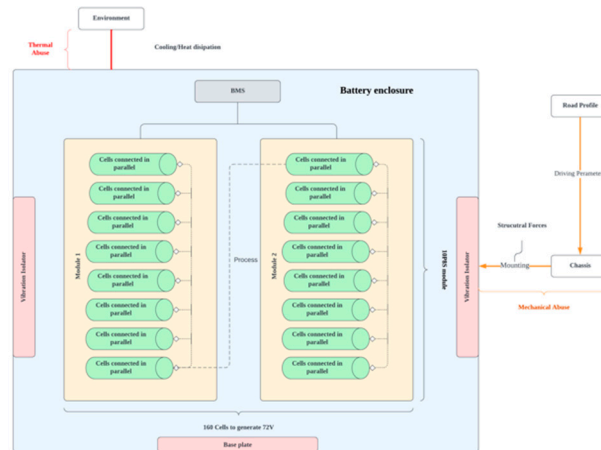 Environment
Thermal
Abuse
Cooling/Heat disipation
BMS
Battery enclosure
Road Profile
Driving Peramete
Strucutral Forces
Mounting
Chassis
Mechanical Abuse
Vibration Isolator
Module 1
Cells connected in
parallel
Cells connected in
parallel
Cells connected in
parallel
Cells connected in
parallel
Cells connected in
parallel
Cells connected in
parallel
Cells connected in
parallel
Cells connected in
parallel
Process
Module 2
Cells connected in
parallel
Cells connected in
parallel
Cells connected in
parallel
Cells connected in
parallel
Cells connected in
parallel
Cells connected in
parallel
Cells connected in
parallel
Cells connected in
parallel
10P8S module
Vibration Isolator
160 Cells to generate 72V
Base plate